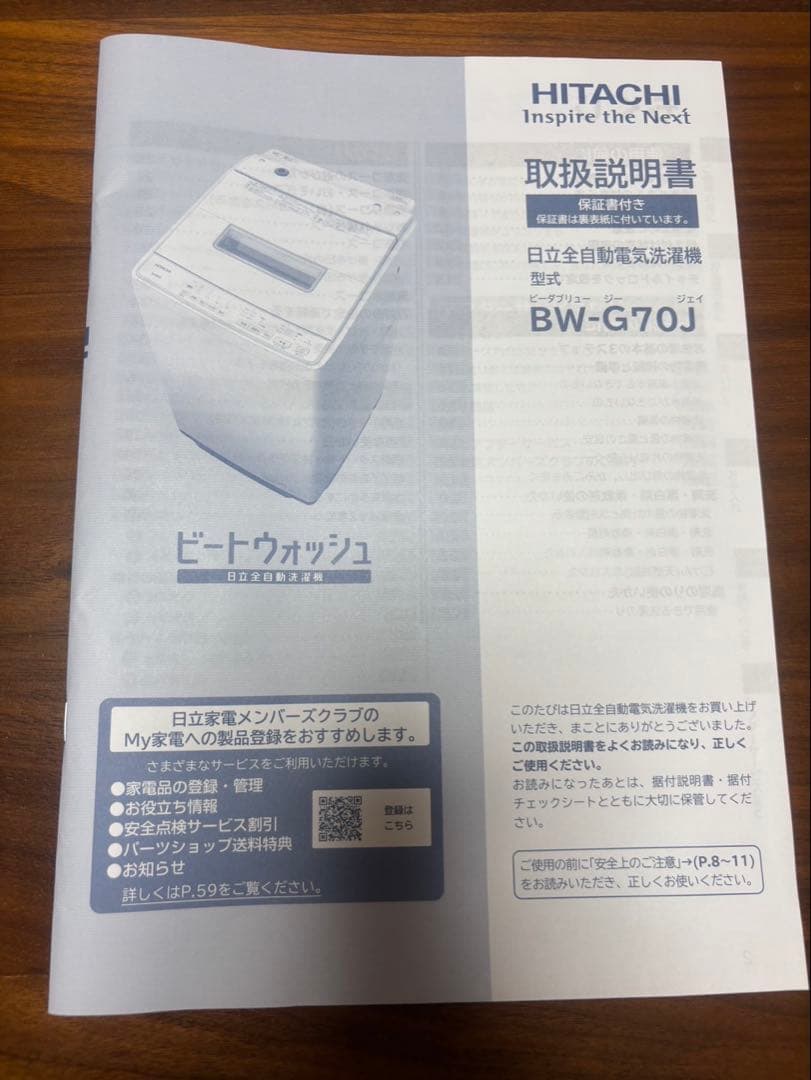 HITACHI
Inspire the Next
取扱説明書
保証書付き
保証書は裏表紙に付いています。
日立全自動電気洗濯機
型式
ビーダブリュー ジー ジェイ
BW-G70J
ビートウォッシュ
日立全自動洗濯機
日立家電メンバーズクラブの
My家電への製品登録をおすすめします。
さまざまなサービスをご利用いただけます。
●家電品の登録・管理
●お役立ち情報
●安全点検サービス割引
●パーツショップ送料特典
●お知らせ
詳しくはP.59をご覧ください。
登録は
こちら
このたびは日立全自動電気洗濯機をお買い上げ
いただき、まことにありがとうございました。
この取扱説明書をよくお読みになり、正しく
ご使用ください。
お読みになったあとは、据付説明書・据付
チェックシートとともに大切に保管してくだ
さい。
ご使用の前に「安全上のご注意」→(P.8~11)
をお読みいただき、正しくお使いください。